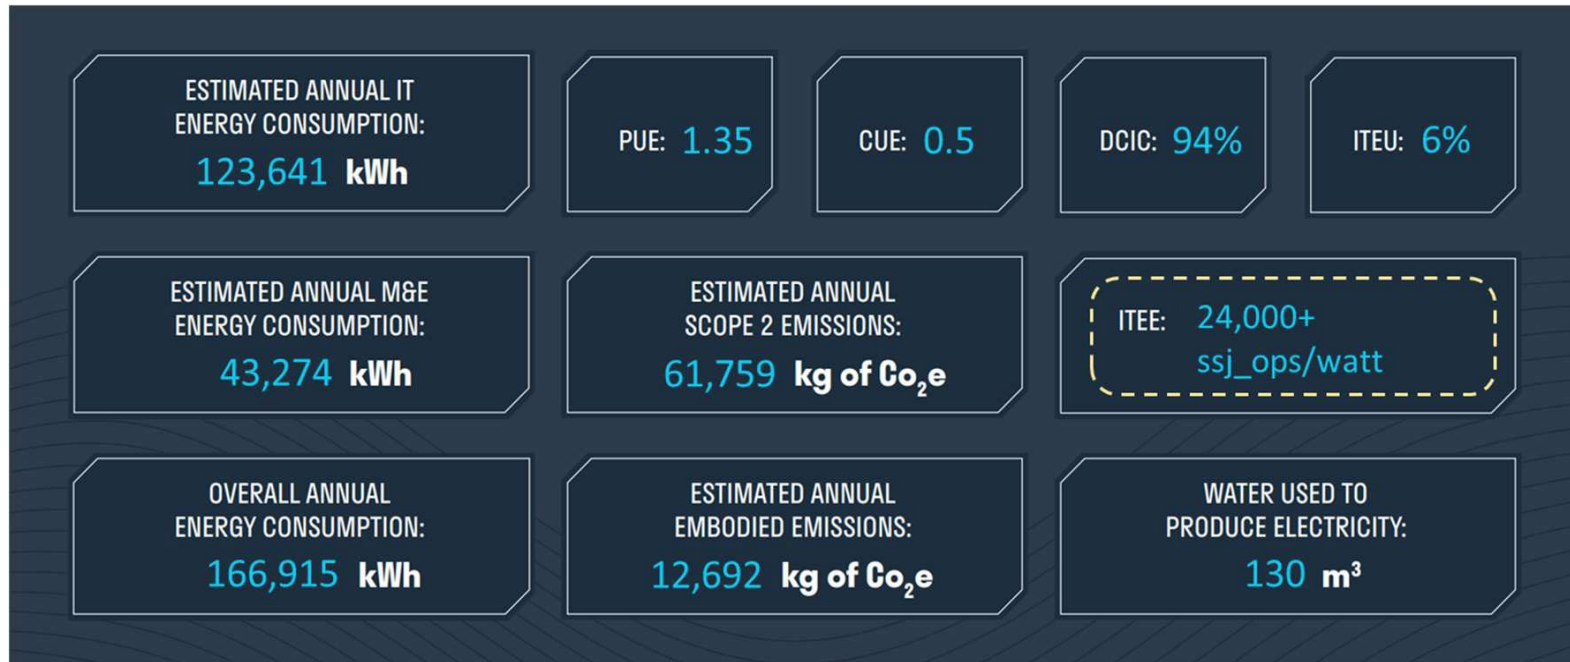 ESTIMATED ANNUAL IT
ENERGY CONSUMPTION:
123,641 kWh
PUE: 1.35
CUE: 0.5
DCIC: 94%
ITEU: 6%
ESTIMATED ANNUAL M&E
ENERGY CONSUMPTION:
43,274 kWh
ESTIMATED ANNUAL
SCOPE 2 EMISSIONS:
61,759 kg of Co₂e
ITEE: 24,000+
ssj_ops/watt
OVERALL ANNUAL
ENERGY CONSUMPTION:
166,915 kWh
ESTIMATED ANNUAL
EMBODIED EMISSIONS:
12,692 kg of Co₂e
WATER USED TO
PRODUCE ELECTRICITY:
130 m³